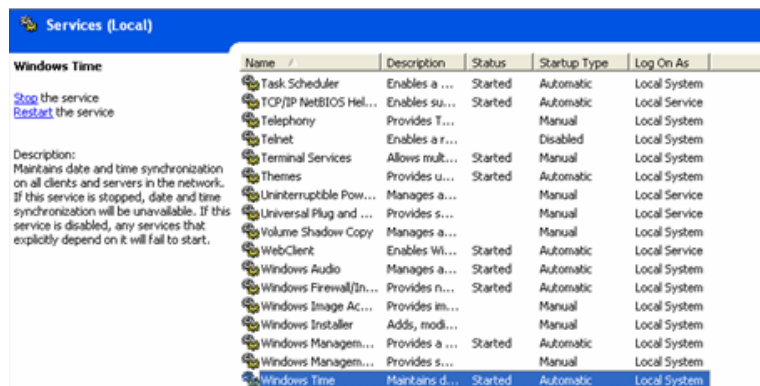 Services (Local)
Windows Time
Stop the service
Restart the service
Description:
Maintains date and time synchronization
on all clients and servers in the network.
If this service is stopped, date and time
synchronization will be unavailable. If this
service is disabled, any services that
explicitly depend on it will fail to start.
Name Description Status Startup Type Log On As
Task Scheduler Enables a ... Started Automatic Local System
TCP/IP NetBIOS Hel... Enables su... Started Automatic Local Service
Telephony Provides T... Manual Local System
Telnet Enables a r... Disabled Local System
Terminal Services Allows mult... Started Manual Local System
Themes Provides u... Started Automatic Local System
Uninterruptible Pow... Manages a... Manual Local Service
Universal Plug and ... Provides s... Manual Local Service
Volume Shadow Copy Manages a... Manual Local System
WebClient Enables Wi... Started Automatic Local Service
Windows Audio Manages a... Started Automatic Local System
Windows Firewall/In... Provides n... Started Automatic Local System
Windows Image Ac... Provides im... Manual Local System
Windows Installer Adds, modi... Manual Local System
Windows Managem... Provides a ... Started Automatic Local System
Windows Managem... Provides s... Manual Local System
Windows Time Maintains d... Started Automatic Local System